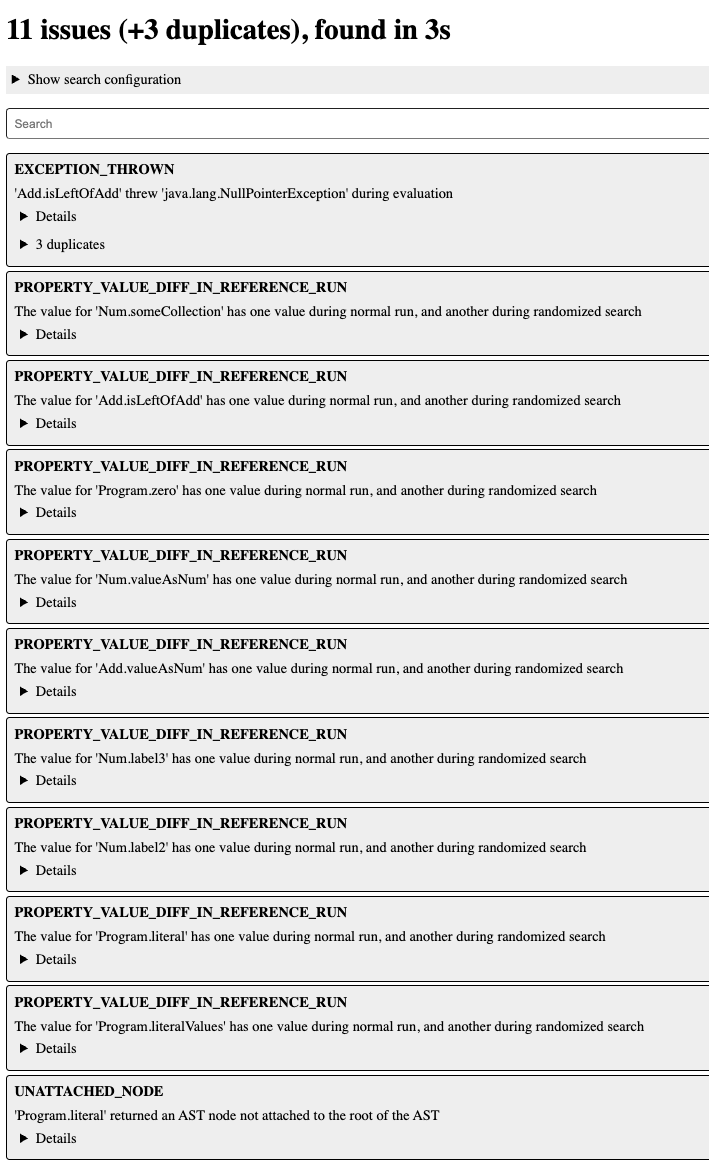 11 issues (+3 duplicates), found in 3s
▶ Show search configuration
Search
EXCEPTION_THROWN
'Add.isLeftOfAdd' threw 'java.lang.NullPointerException' during evaluation
▶ Details
▶ 3 duplicates
PROPERTY_VALUE_DIFF_IN_REFERENCE_RUN
The value for 'Num.someCollection' has one value during normal run, and another during randomized search
▶ Details
PROPERTY_VALUE_DIFF_IN_REFERENCE_RUN
The value for 'Add.isLeftOfAdd' has one value during normal run, and another during randomized search
▶ Details
PROPERTY_VALUE_DIFF_IN_REFERENCE_RUN
The value for 'Program.zero' has one value during normal run, and another during randomized search
▶ Details
PROPERTY_VALUE_DIFF_IN_REFERENCE_RUN
The value for 'Num.valueAsNum' has one value during normal run, and another during randomized search
▶ Details
PROPERTY_VALUE_DIFF_IN_REFERENCE_RUN
The value for 'Add.valueAsNum' has one value during normal run, and another during randomized search
▶ Details
PROPERTY_VALUE_DIFF_IN_REFERENCE_RUN
The value for 'Num.label3' has one value during normal run, and another during randomized search
▶ Details
PROPERTY_VALUE_DIFF_IN_REFERENCE_RUN
The value for 'Num.label2' has one value during normal run, and another during randomized search
▶ Details
PROPERTY_VALUE_DIFF_IN_REFERENCE_RUN
The value for 'Program.literal' has one value during normal run, and another during randomized search
▶ Details
PROPERTY_VALUE_DIFF_IN_REFERENCE_RUN
The value for 'Program.literalValues' has one value during normal run, and another during randomized search
▶ Details
UNATTACHED_NODE
'Program.literal' returned an AST node not attached to the root of the AST
▶ Details